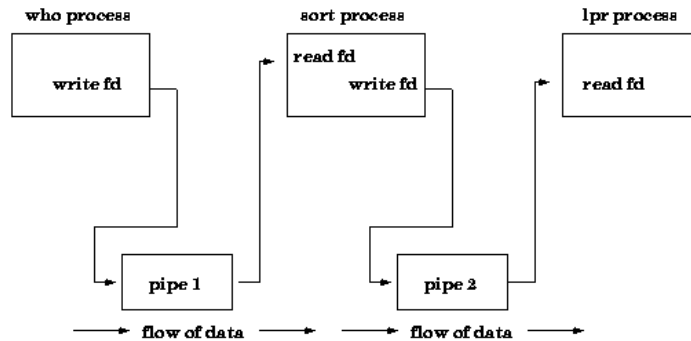 who process
sort process
lpr process
write fd
read fd
write fd
read fd
pipe 1
pipe 2
flow of data
flow of data